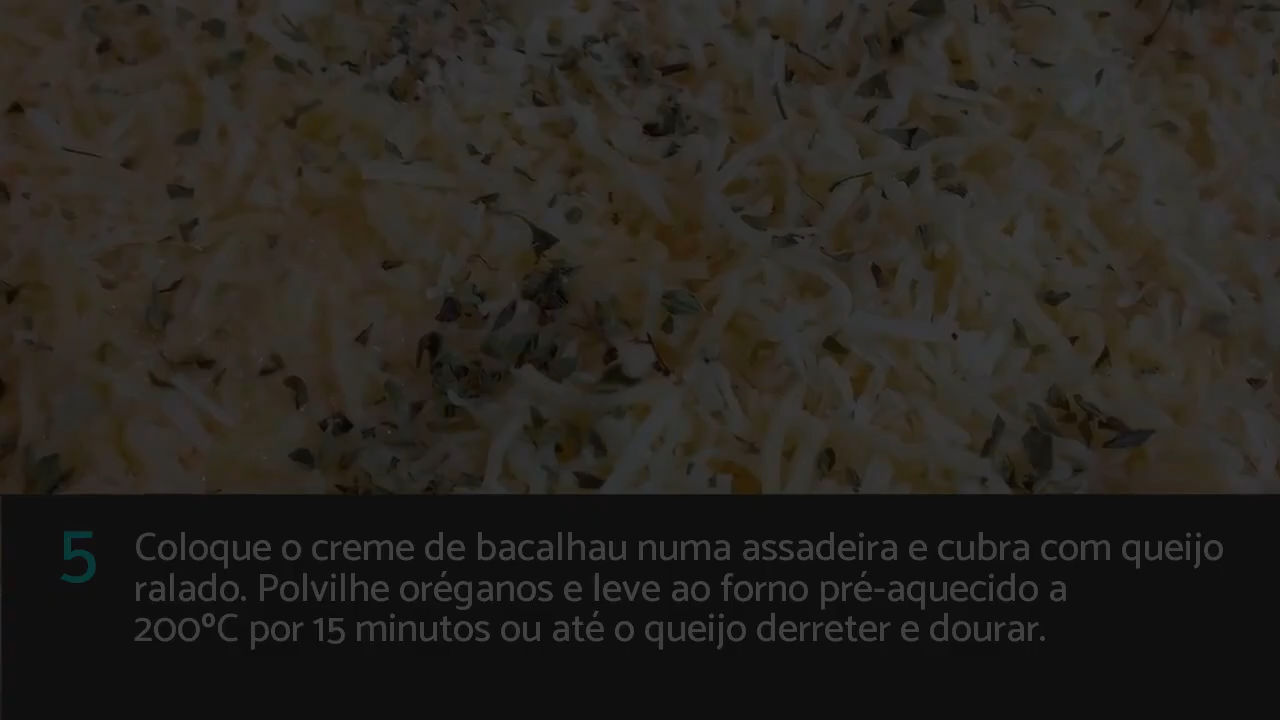 5 Coloque o creme de bacalhau numa assadeira e cubra com queijo
ralado. Polvilhe oréganos e leve ao forno pré-aquecido a
200ºC por 15 minutos ou até o queijo derreter e dourar.